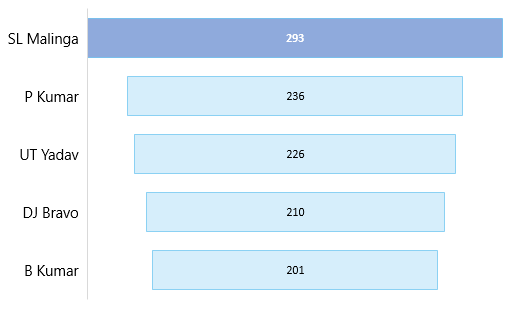 SL Malinga 293
P Kumar 236
UT Yadav 226
DJ Bravo 210
B Kumar 201